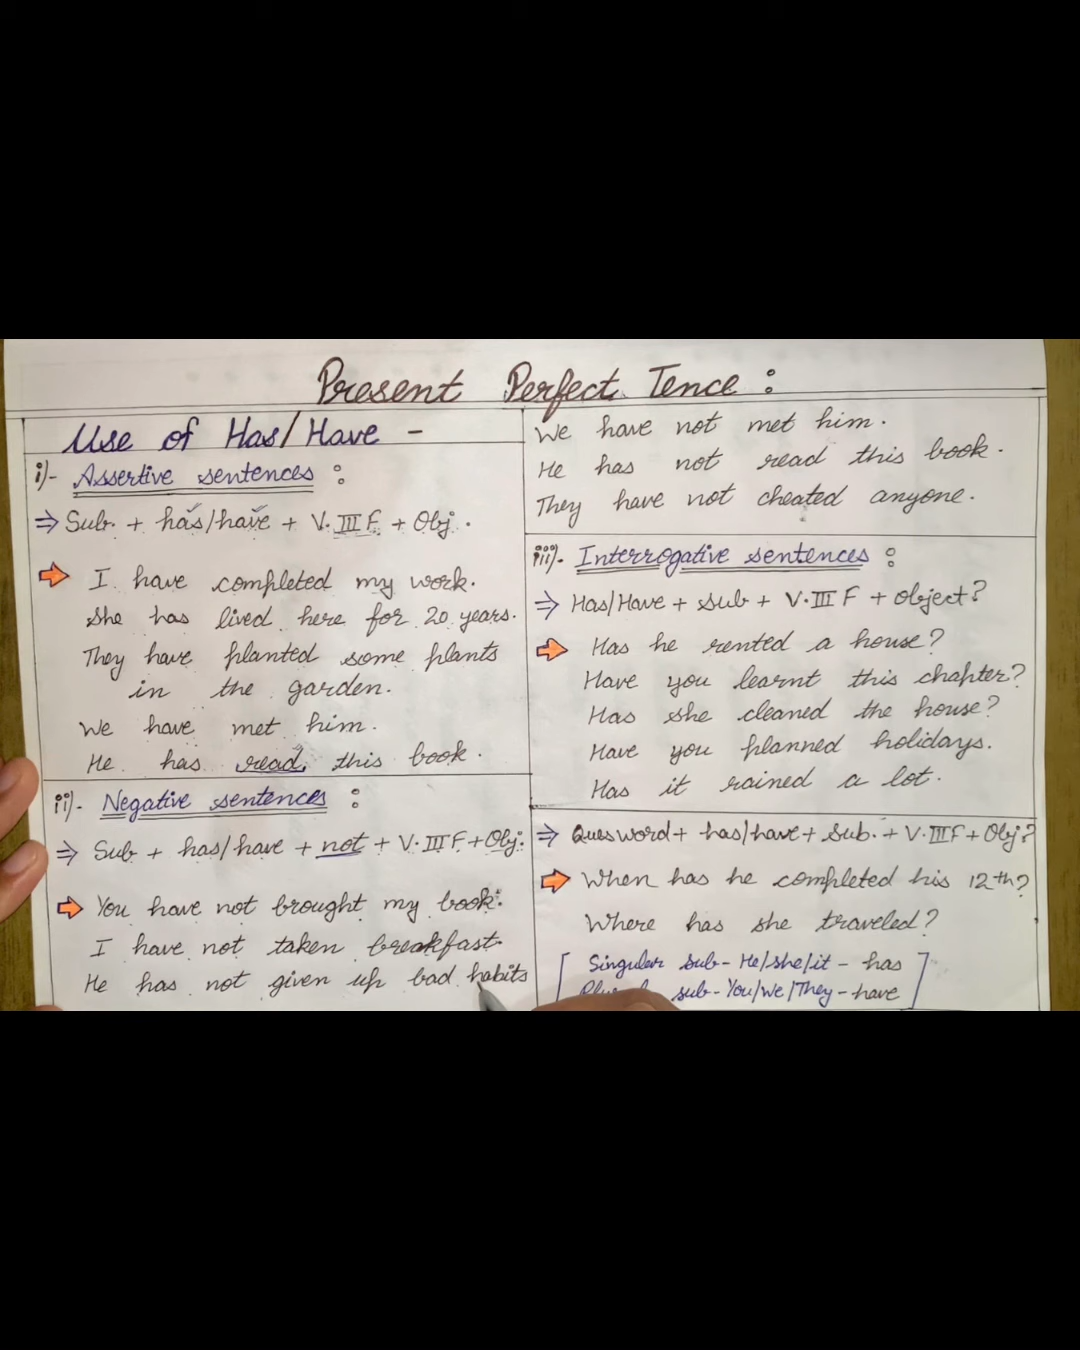 Present Perfect Tence :
Use of Has/Have -
i)- Assertive sentences :
⇒ Sub. + has/have + V.III F. + Obj.
I have completed my work.
She has lived here for 20 years.
They have planted some plants
in the garden.
We have met him.
He has read this book.
ii)- Negative sentences :
⇒ Sub + has/have + not + V.III F. + Obj.
You have not brought my book.
I have not taken breakfast.
He has not given up bad habits
We have not met him.
He has not read this book.
They have not cheated anyone.
iii)- Interrogative sentences :
⇒ Has/Have + sub + V.III F + object?
Has he rented a house?
Have you learnt this chapter?
Has she cleaned the house?
Have you planned holidays.
Has it rained a lot.
⇒ Ques word + has/have + sub. + V.III F + Obj?
When has he completed his 12th?
Where has she traveled?
[ Singular sub - He/she/it - has ]
sub - You/We/They - have